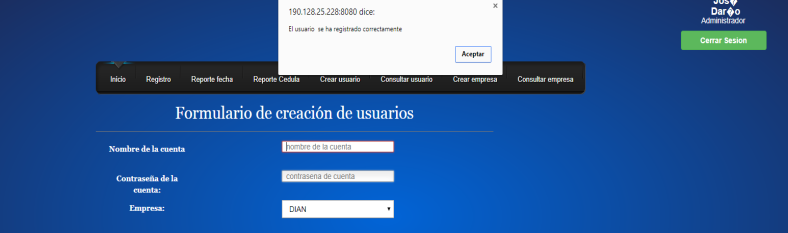 190.128.25.228:8080 dice:
El usuario se ha registrado correctamente
Aceptar
Jos�
Dar�o
Administrador
Cerrar Sesion
Inicio Registro Reporte fecha Reporte Cedula Crear usuario Consultar usuario Crear empresa Consultar empresa
Formulario de creación de usuarios
Nombre de la cuenta
nombre de la cuenta
Contraseña de la
cuenta:
contrasena de cuenta
Empresa:
DIAN